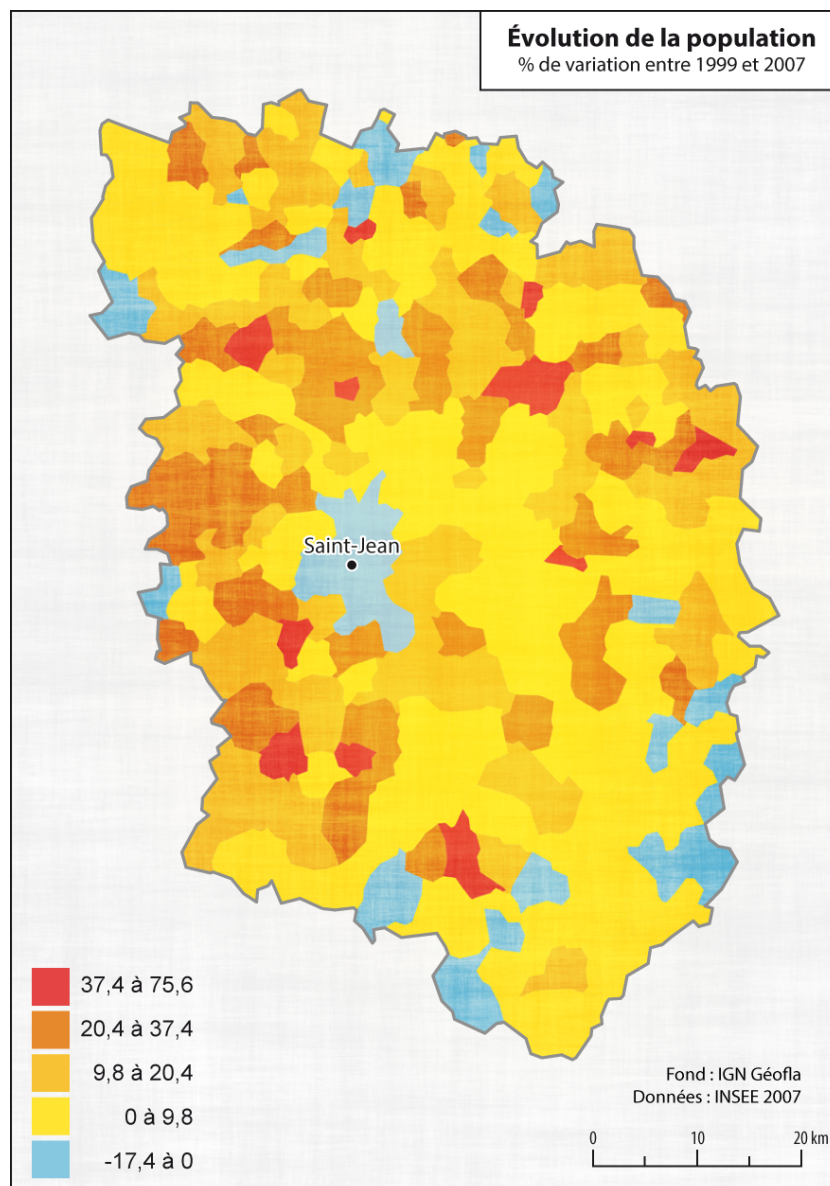 Évolution de la population
% de variation entre 1999 et 2007
Saint-Jean
37,4 à 75,6
20,4 à 37,4
9,8 à 20,4
0 à 9,8
-17,4 à 0
Fond : IGN Géofla
Données : INSEE 2007
0 10 20 km